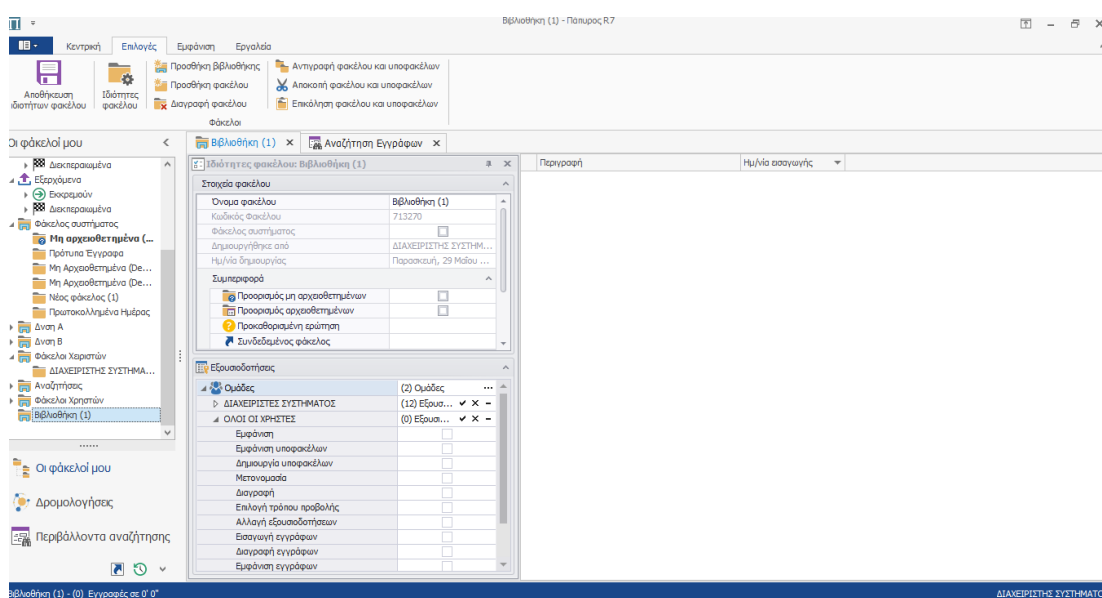 Βιβλιοθήκη (1) - Πάπυρος R7
Κεντρική Επιλογές Εμφάνιση Εργαλεία
Αποθήκευση ιδιοτήτων φακέλου
Ιδιότητες φακέλου
Προσθήκη βιβλιοθήκης
Προσθήκη φακέλου
Διαγραφή φακέλου
Αντιγραφή φακέλου και υποφακέλων
Αποκοπή φακέλου και υποφακέλων
Επικόληση φακέλου και υποφακέλων
Φάκελοι
Οι φάκελοί μου
Διεκπεραιωμένα
Εξερχόμενα
Εκκρεμούν
Διεκπεραιωμένα
Φάκελος συστήματος
Μη αρχειοθετημένα (...
Πρότυπα Έγγραφα
Μη Αρχειοθετημένα (De...
Μη Αρχειοθετημένα (De...
Νέος φάκελος (1)
Πρωτοκολλημένα Ημέρας
Δνση Α
Δνση Β
Φάκελοι Χειριστών
ΔΙΑΧΕΙΡΙΣΤΗΣ ΣΥΣΤΗΜΑ...
Αναζητήσεις
Φάκελοι Χρηστών
Βιβλιοθήκη (1)
Οι φάκελοί μου
Δρομολογήσεις
Περιβάλλοντα αναζήτησης
Βιβλιοθήκη (1) Αναζήτηση Εγγράφων
Ιδιότητες φακέλου: Βιβλιοθήκη (1)
Στοιχεία φακέλου
Όνομα φακέλου Βιβλιοθήκη (1)
Κωδικός Φακέλου 713270
Φάκελος συστήματος
Δημιουργήθηκε από ΔΙΑΧΕΙΡΙΣΤΗΣ ΣΥΣΤΗΜ...
Ημ/νία δημιουργίας Παρασκευή, 29 Μαΐου ...
Συμπεριφορά
Προορισμός μη αρχειοθετημένων
Προορισμός αρχειοθετημένων
Προκαθορισμένη ερώτηση
Συνδεδεμένος φάκελος
Εξουσιοδοτήσεις
Ομάδες (2) Ομάδες ...
ΔΙΑΧΕΙΡΙΣΤΕΣ ΣΥΣΤΗΜΑΤΟΣ (12) Εξουσ...
ΟΛΟΙ ΟΙ ΧΡΗΣΤΕΣ (0) Εξουσι...
Εμφάνιση
Εμφάνιση υποφακέλων
Δημιουργία υποφακέλων
Μετονομασία
Διαγραφή
Επιλογή τρόπου προβολής
Αλλαγή εξουσιοδοτήσεων
Εισαγωγή εγγράφων
Διαγραφή εγγράφων
Εμφάνιση εγγράφων
Περιγραφή Ημ/νία εισαγωγής
Βιβλιοθήκη (1) - (0) Εγγραφές σε 0' 0" ΔΙΑΧΕΙΡΙΣΤΗΣ ΣΥΣΤΗΜΑΤΟ